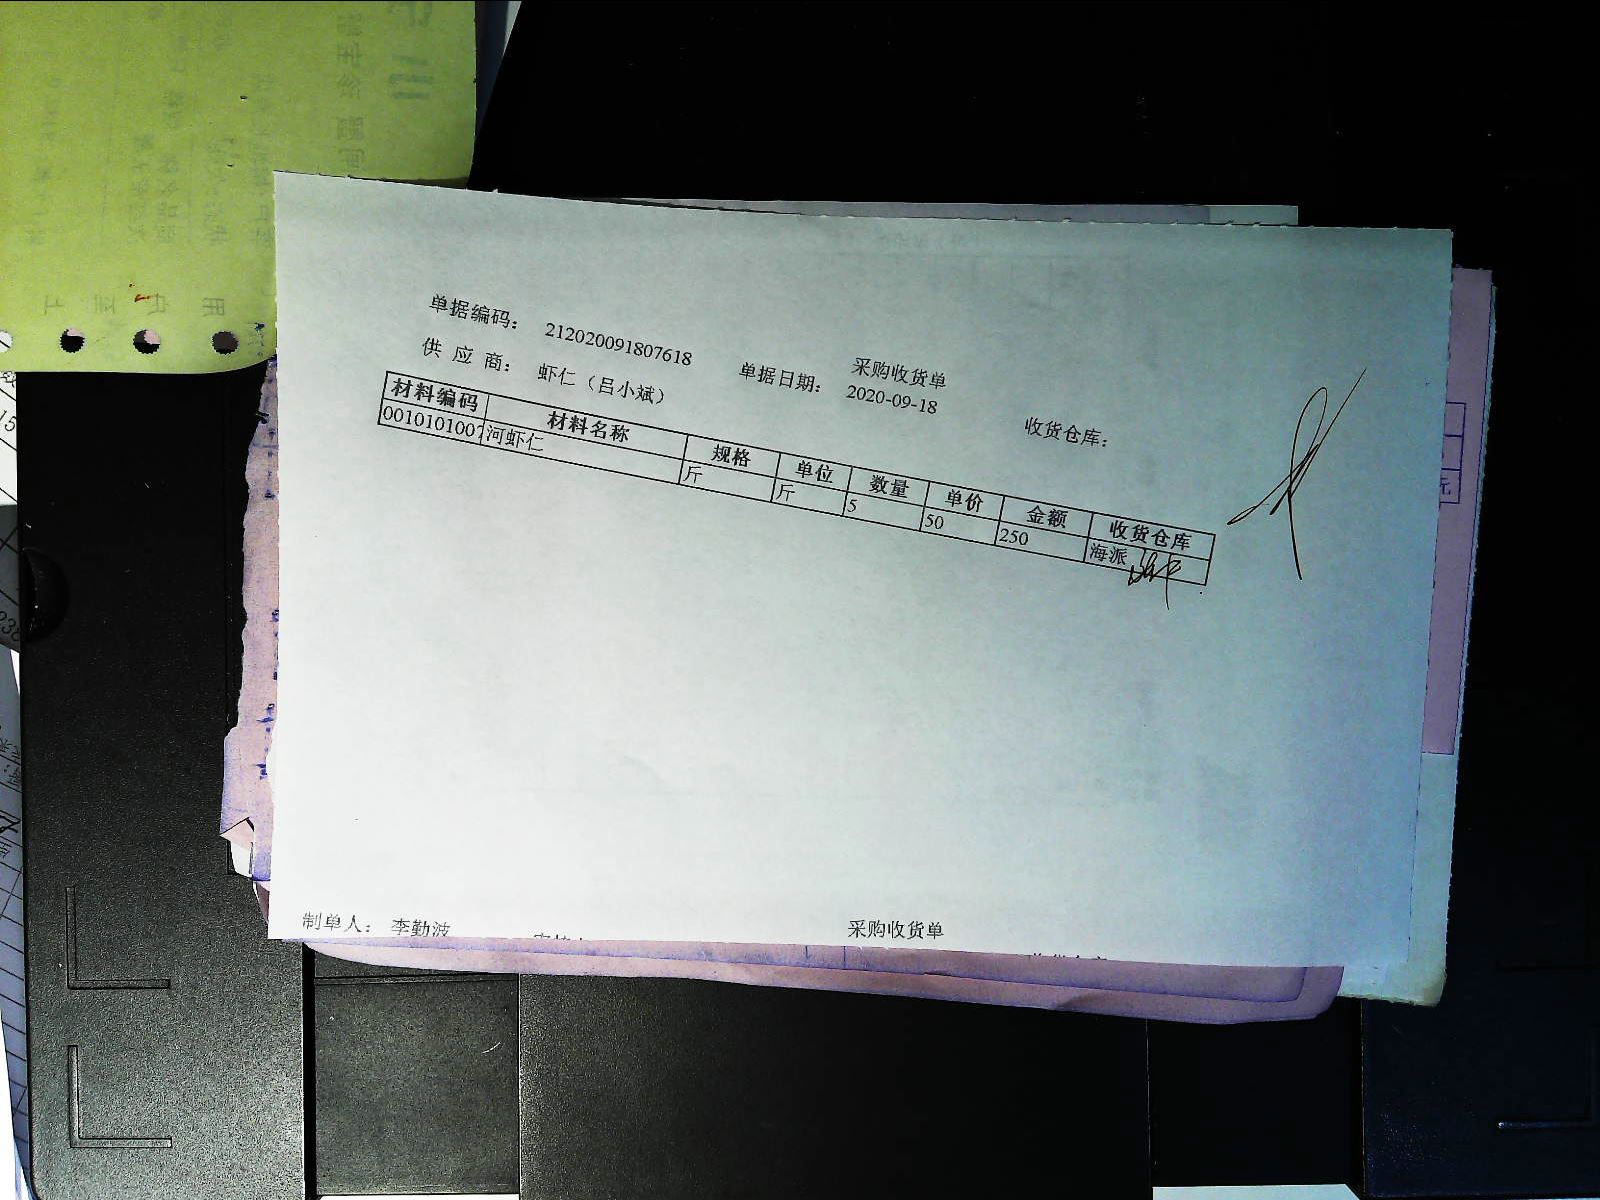 采购收货单
单据编码： 212020091807618
供 应 商： 虾仁（吕小斌） 单据日期： 2020-09-18 收货仓库：
材料编码 材料名称 规格 单位 数量 单价 金额 收货仓库
0010101007 河虾仁 斤 斤 5 50 250 海派
制单人： 李勤波
采购收货单